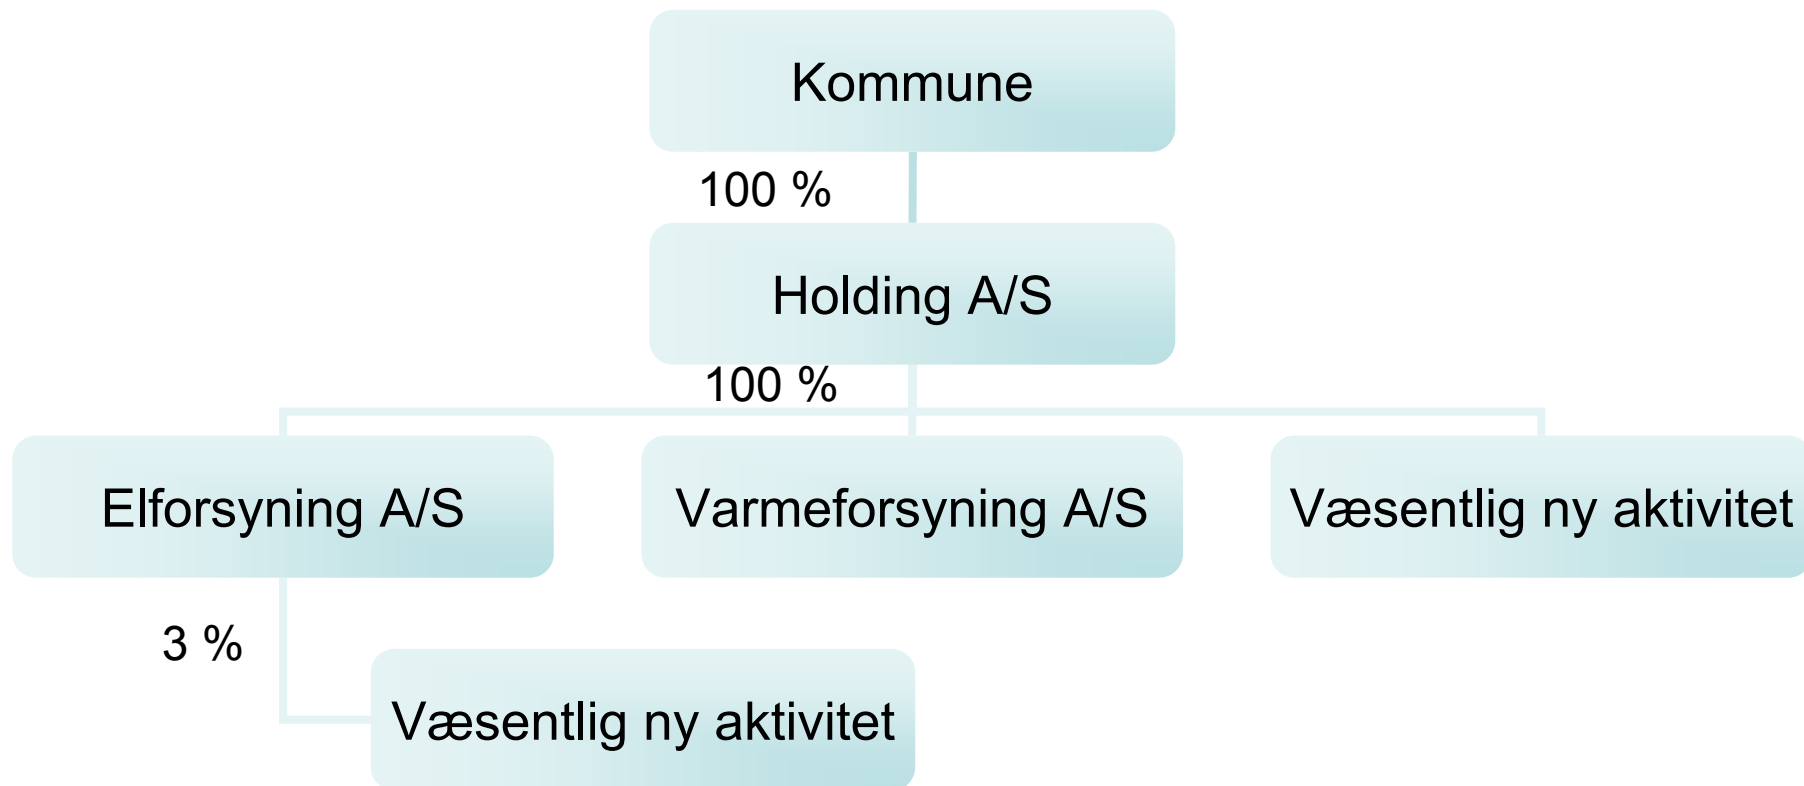 Kommune
100 %
Holding A/S
100 %
Elforsyning A/S
Varmeforsyning A/S
Væsentlig ny aktivitet
3 %
Væsentlig ny aktivitet